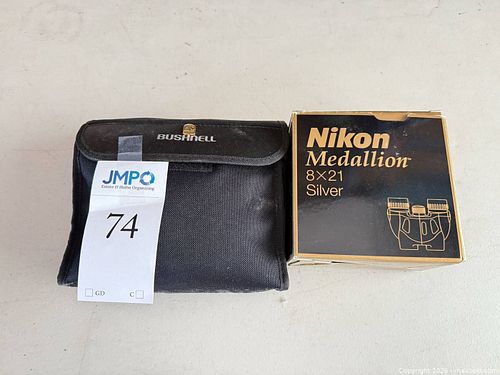 BUSHNELL
JMPO
Estate & Home Organizing
74
GD
C
Nikon
Medallion
8×21
Silver